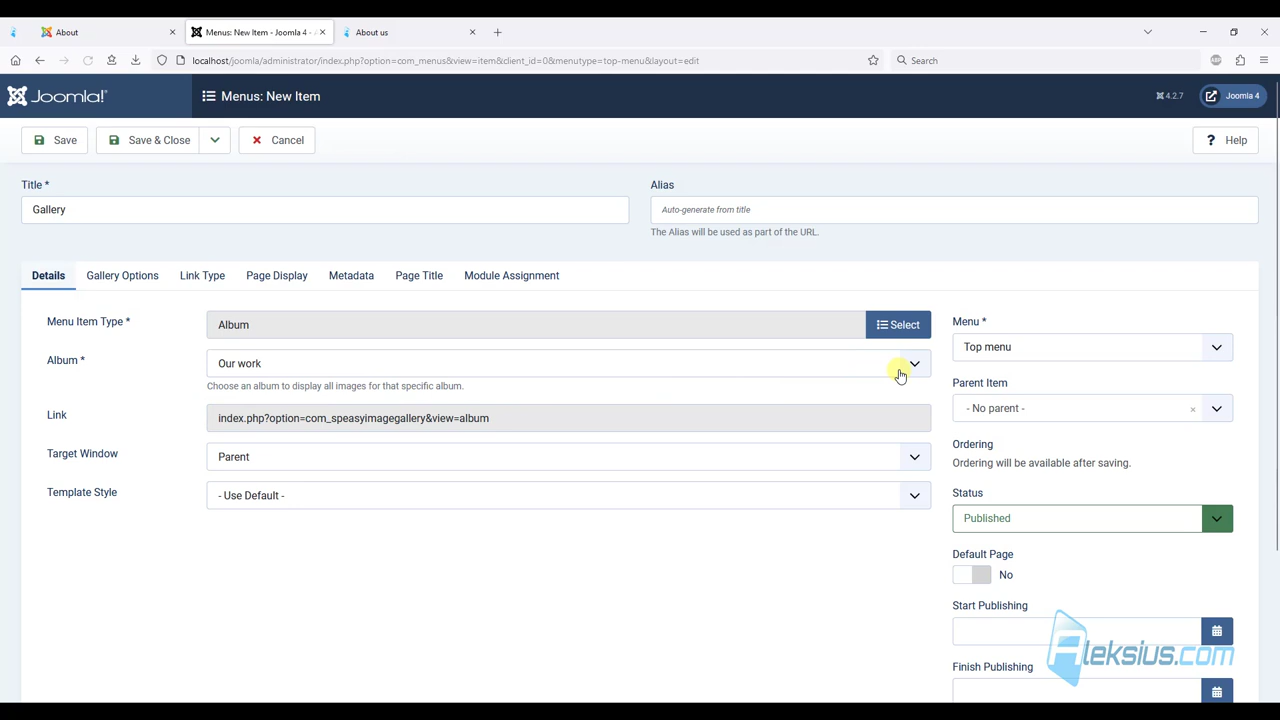 About
Menus: New Item - Joomla 4 -
About us
localhost/joomla/administrator/index.php?option=com_menus&view=item&client_id=0&menutype=top-menu&layout=edit
Search
Joomla!
Menus: New Item
4.2.7
Joomla 4
Save
Save & Close
Cancel
? Help
Title *
Alias
Gallery
Auto-generate from title
The Alias will be used as part of the URL.
Details
Gallery Options
Link Type
Page Display
Metadata
Page Title
Module Assignment
Menu Item Type *
Album
Select
Album *
Our work
Choose an album to display all images for that specific album.
Link
index.php?option=com_speasyimagegallery&view=album
Target Window
Parent
Template Style
- Use Default -
Menu *
Top menu
Parent Item
- No parent -
Ordering
Ordering will be available after saving.
Status
Published
Default Page
No
Start Publishing
Finish Publishing
Aleksius.com